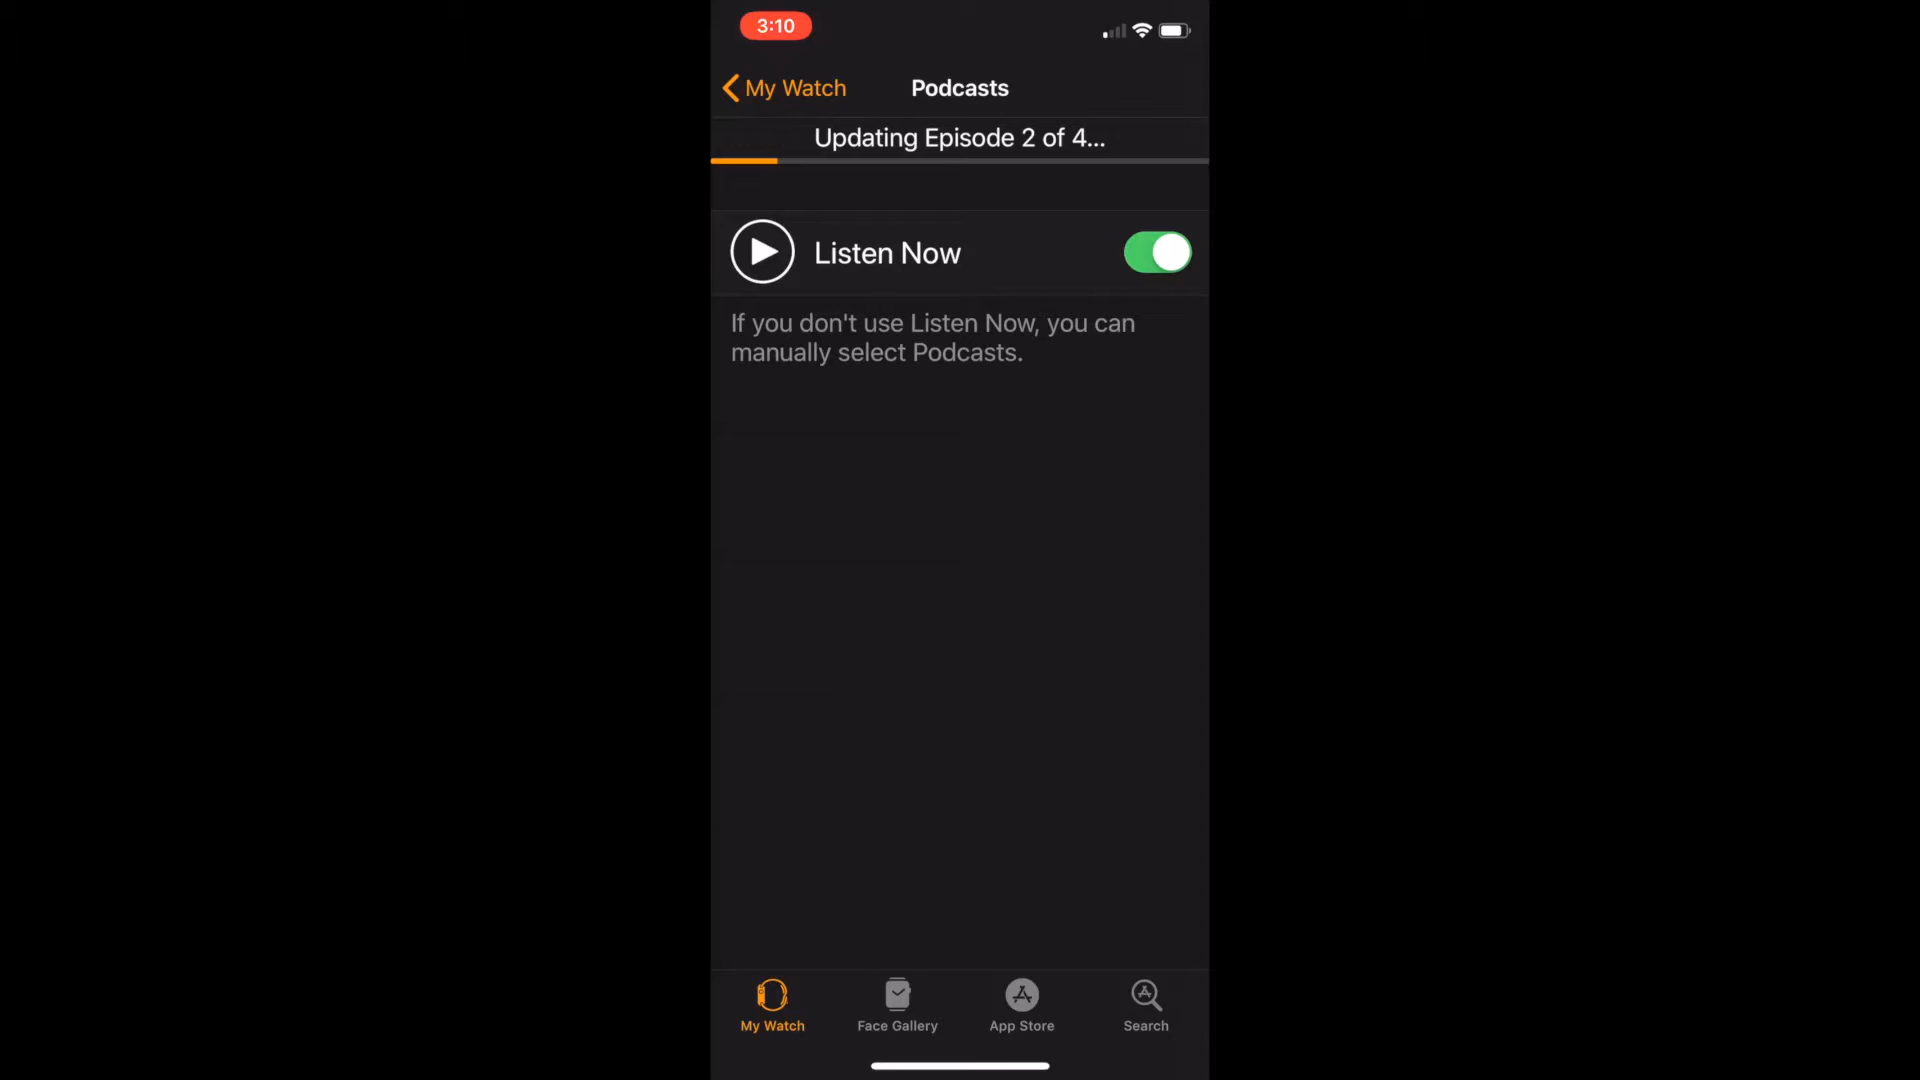 3:10
My Watch
Podcasts
Updating Episode 2 of 4...
Listen Now
If you don't use Listen Now, you can
manually select Podcasts.
My Watch
Face Gallery
App Store
Search